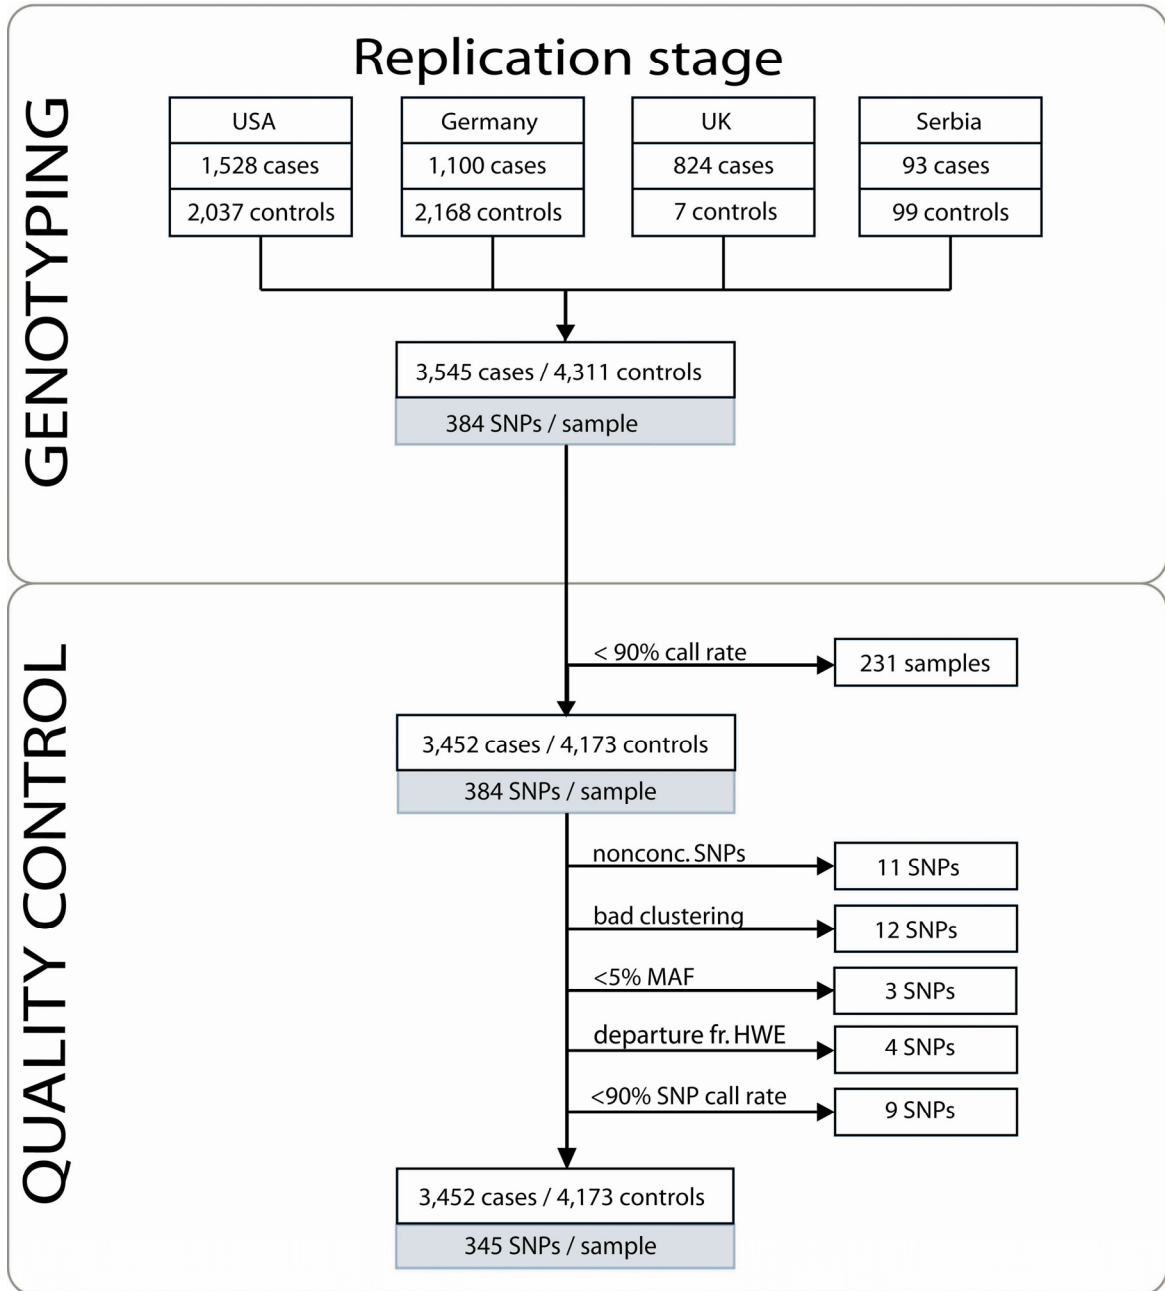 Replication stage
GENOTYPING
USA
1,528 cases
2,037 controls
Germany
1,100 cases
2,168 controls
UK
824 cases
7 controls
Serbia
93 cases
99 controls
3,545 cases / 4,311 controls
384 SNPs / sample
QUALITY CONTROL
< 90% call rate
231 samples
3,452 cases / 4,173 controls
384 SNPs / sample
nonconc. SNPs
11 SNPs
bad clustering
12 SNPs
<5% MAF
3 SNPs
departure fr. HWE
4 SNPs
<90% SNP call rate
9 SNPs
3,452 cases / 4,173 controls
345 SNPs / sample